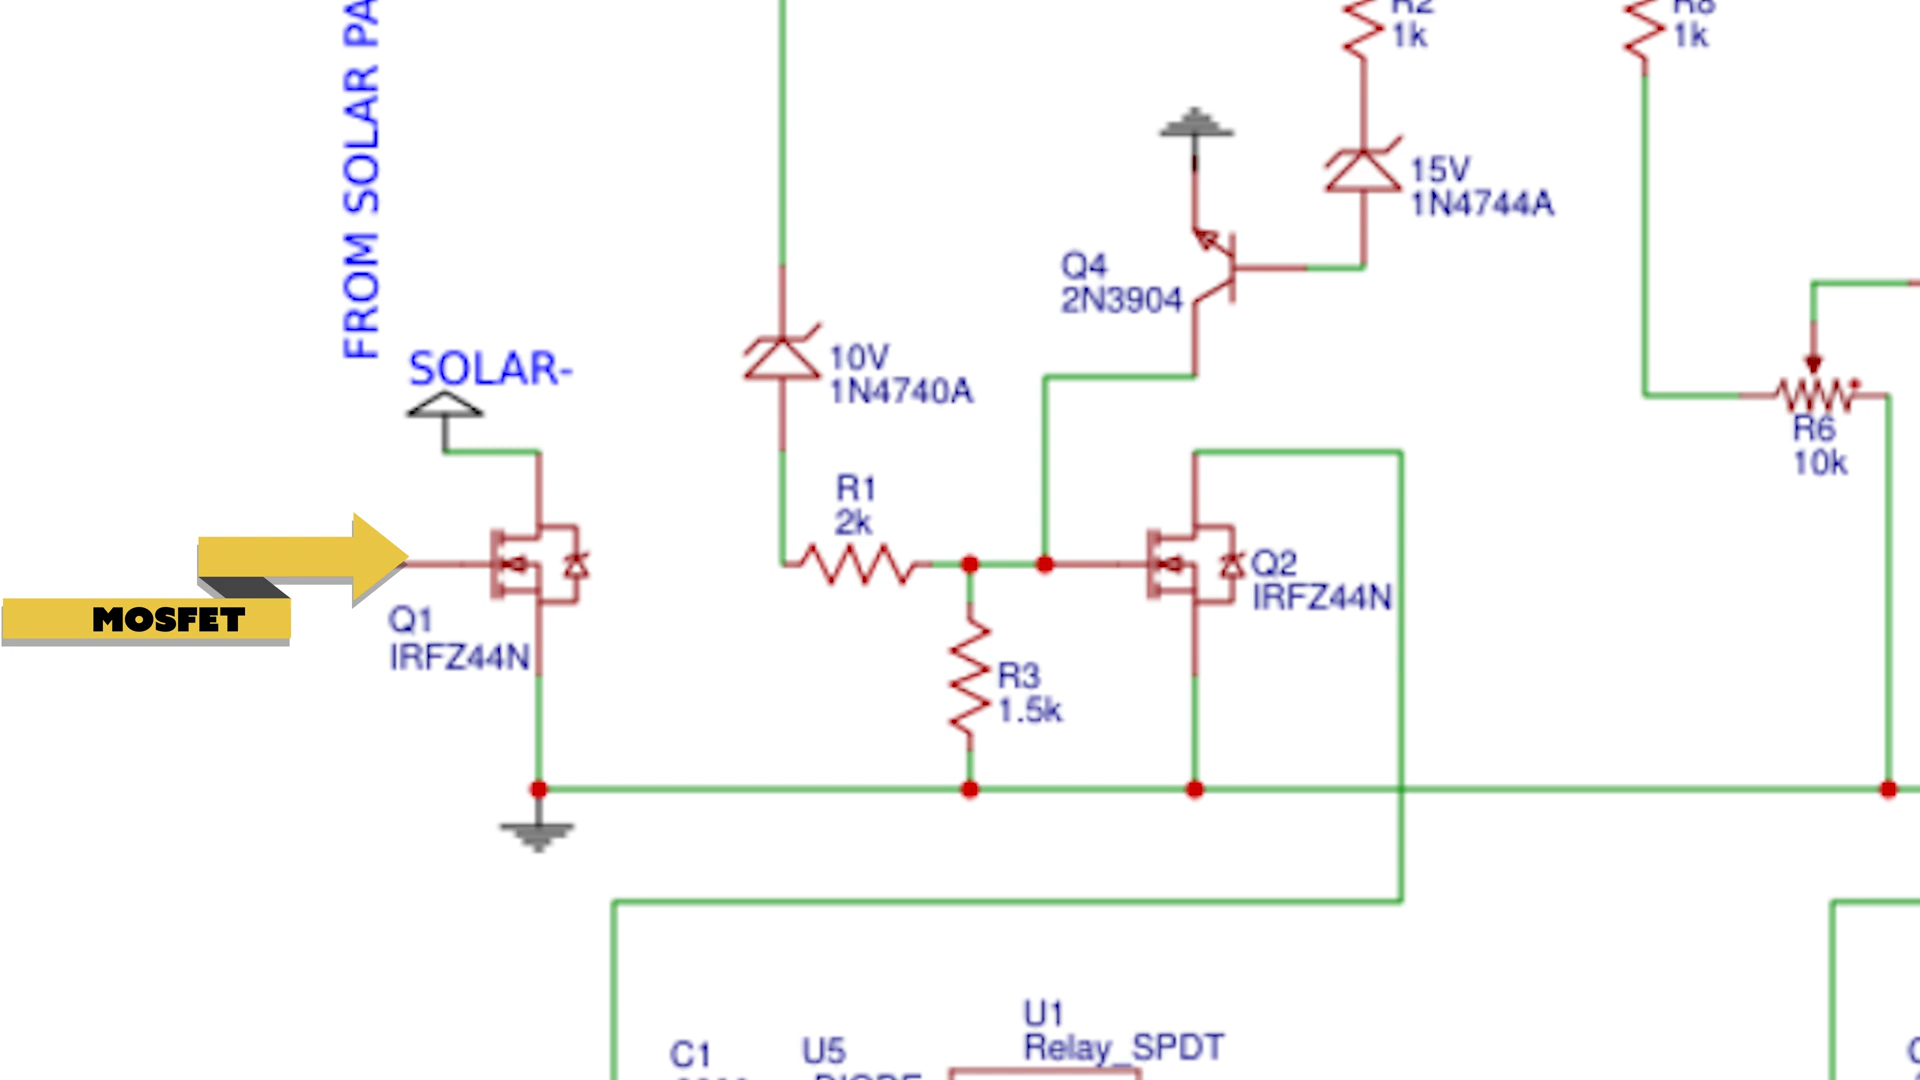 FROM SOLAR PA
R2
1k
R8
1k
15V
1N4744A
Q4
2N3904
SOLAR-
10V
1N4740A
R6
10k
R1
2k
MOSFET
Q1
IRFZ44N
Q2
IRFZ44N
R3
1.5k
U1
Relay_SPDT
C1
U5
DIODE